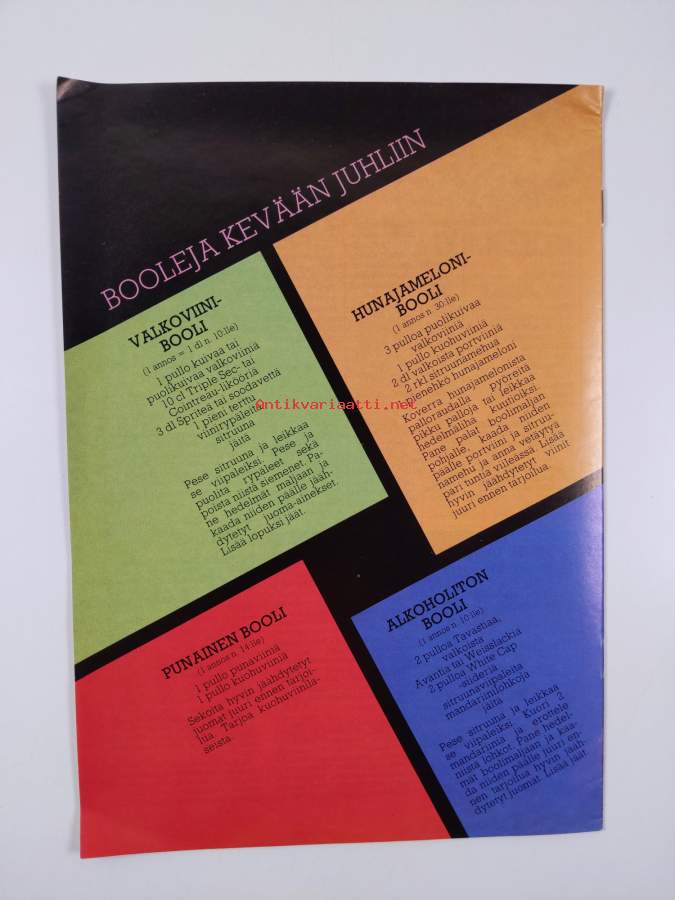 BOOLEJA KEVÄÄN JUHLIIN
VALKOVIINI-
BOOLI
(1 annos = 1 dl n. 10:lle)
1 pullo kuivaa tai
puolikuivaa valkoviiniä
10 cl Triple Sec- tai
Cointreau-likööriä
3 dl Spriteä tai soodavettä
1 pieni terttu
viinirypäleitä
sitruuna
jäitä
Pese sitruuna ja leikkaa
se viipaleiksi. Pese ja
puolita rypäleet sekä
poista niistä siemenet. Pa-
ne hedelmät maljaan ja
kaada niiden päälle jääh-
dytetyt juoma-ainekset.
Lisää lopuksi jäät.
HUNAJAMELONI-
BOOLI
(1 annos n. 30:lle)
3 pulloa puolikuivaa
valkoviiniä
1 pullo kuohuviiniä
2 dl valkoista portviiniä
2 rkl sitruunamehua
pienehko hunajameloni
Koverra hunajamelonista
palloraudalla pyöreitä
pikku palloja tai leikkaa
hedelmäliha kuutioiksi.
Pane palat boolimaljan
pohjalle, kaada niiden
päälle portviini ja sitruu-
namehu ja anna vetäytyä
pari tuntia viileässä. Lisää
hyvin jäähdytetyt viinit
juuri ennen tarjoilua.
Antikvariaatti.net
PUNAINEN BOOLI
(1 annos n. 14:lle)
1 pullo punaviiniä
1 pullo kuohuviiniä
Sekoita hyvin jäähdytetyt
juomat juuri ennen tarjoi-
lua. Tarjoa kuohuviinila-
seista.
ALKOHOLITON
BOOLI
(1 annos n. 10:lle)
2 pulloa Tavastiaa,
valkoista
Avantia tai Weisslackia
2 pulloa White Cap
-siideriä
sitruunaviipaleita
mandariinilohkoja
jäitä
Pese sitruuna ja leikkaa
se viipaleiksi. Kuori 2
mandariinia ja erottele
niistä lohkot. Pane hedel-
mät boolimaljaan ja kaa-
da niiden päälle juuri en-
nen tarjoilua hyvin jääh-
dytetyt juomat. Lisää jäät